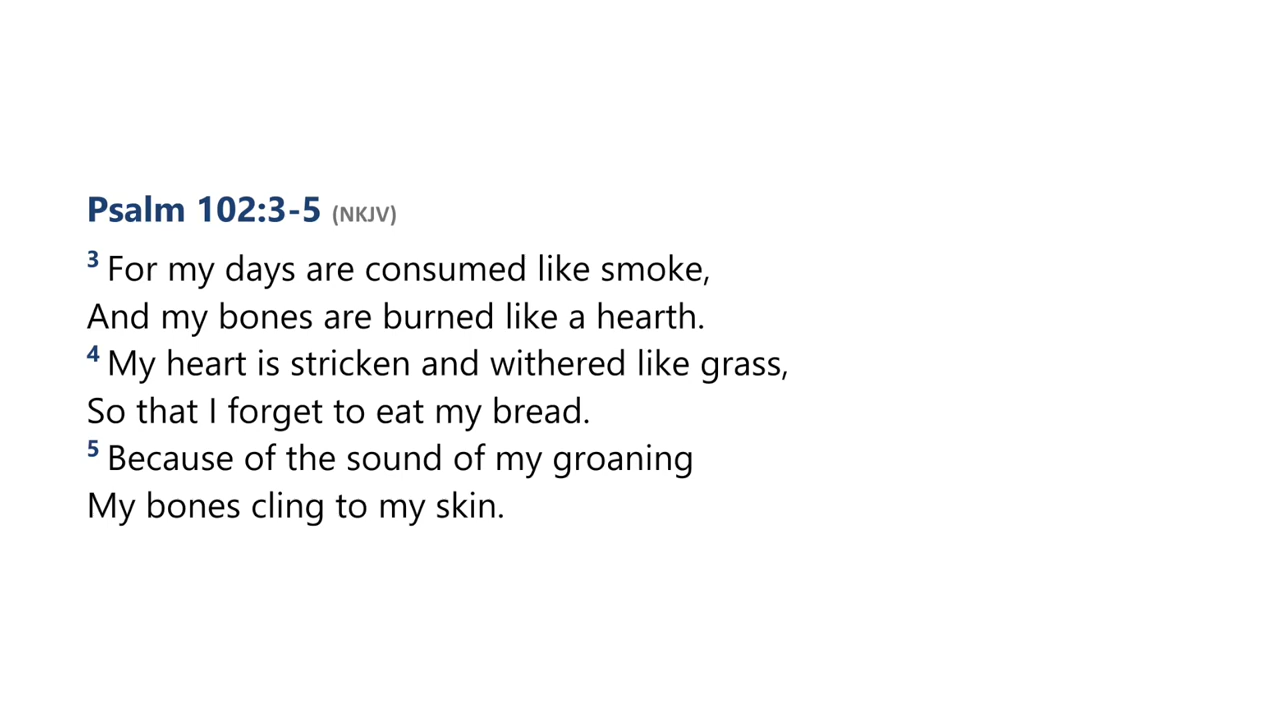 Psalm 102:3-5 (NKJV)
3 For my days are consumed like smoke,
And my bones are burned like a hearth.
4 My heart is stricken and withered like grass,
So that I forget to eat my bread.
5 Because of the sound of my groaning
My bones cling to my skin.